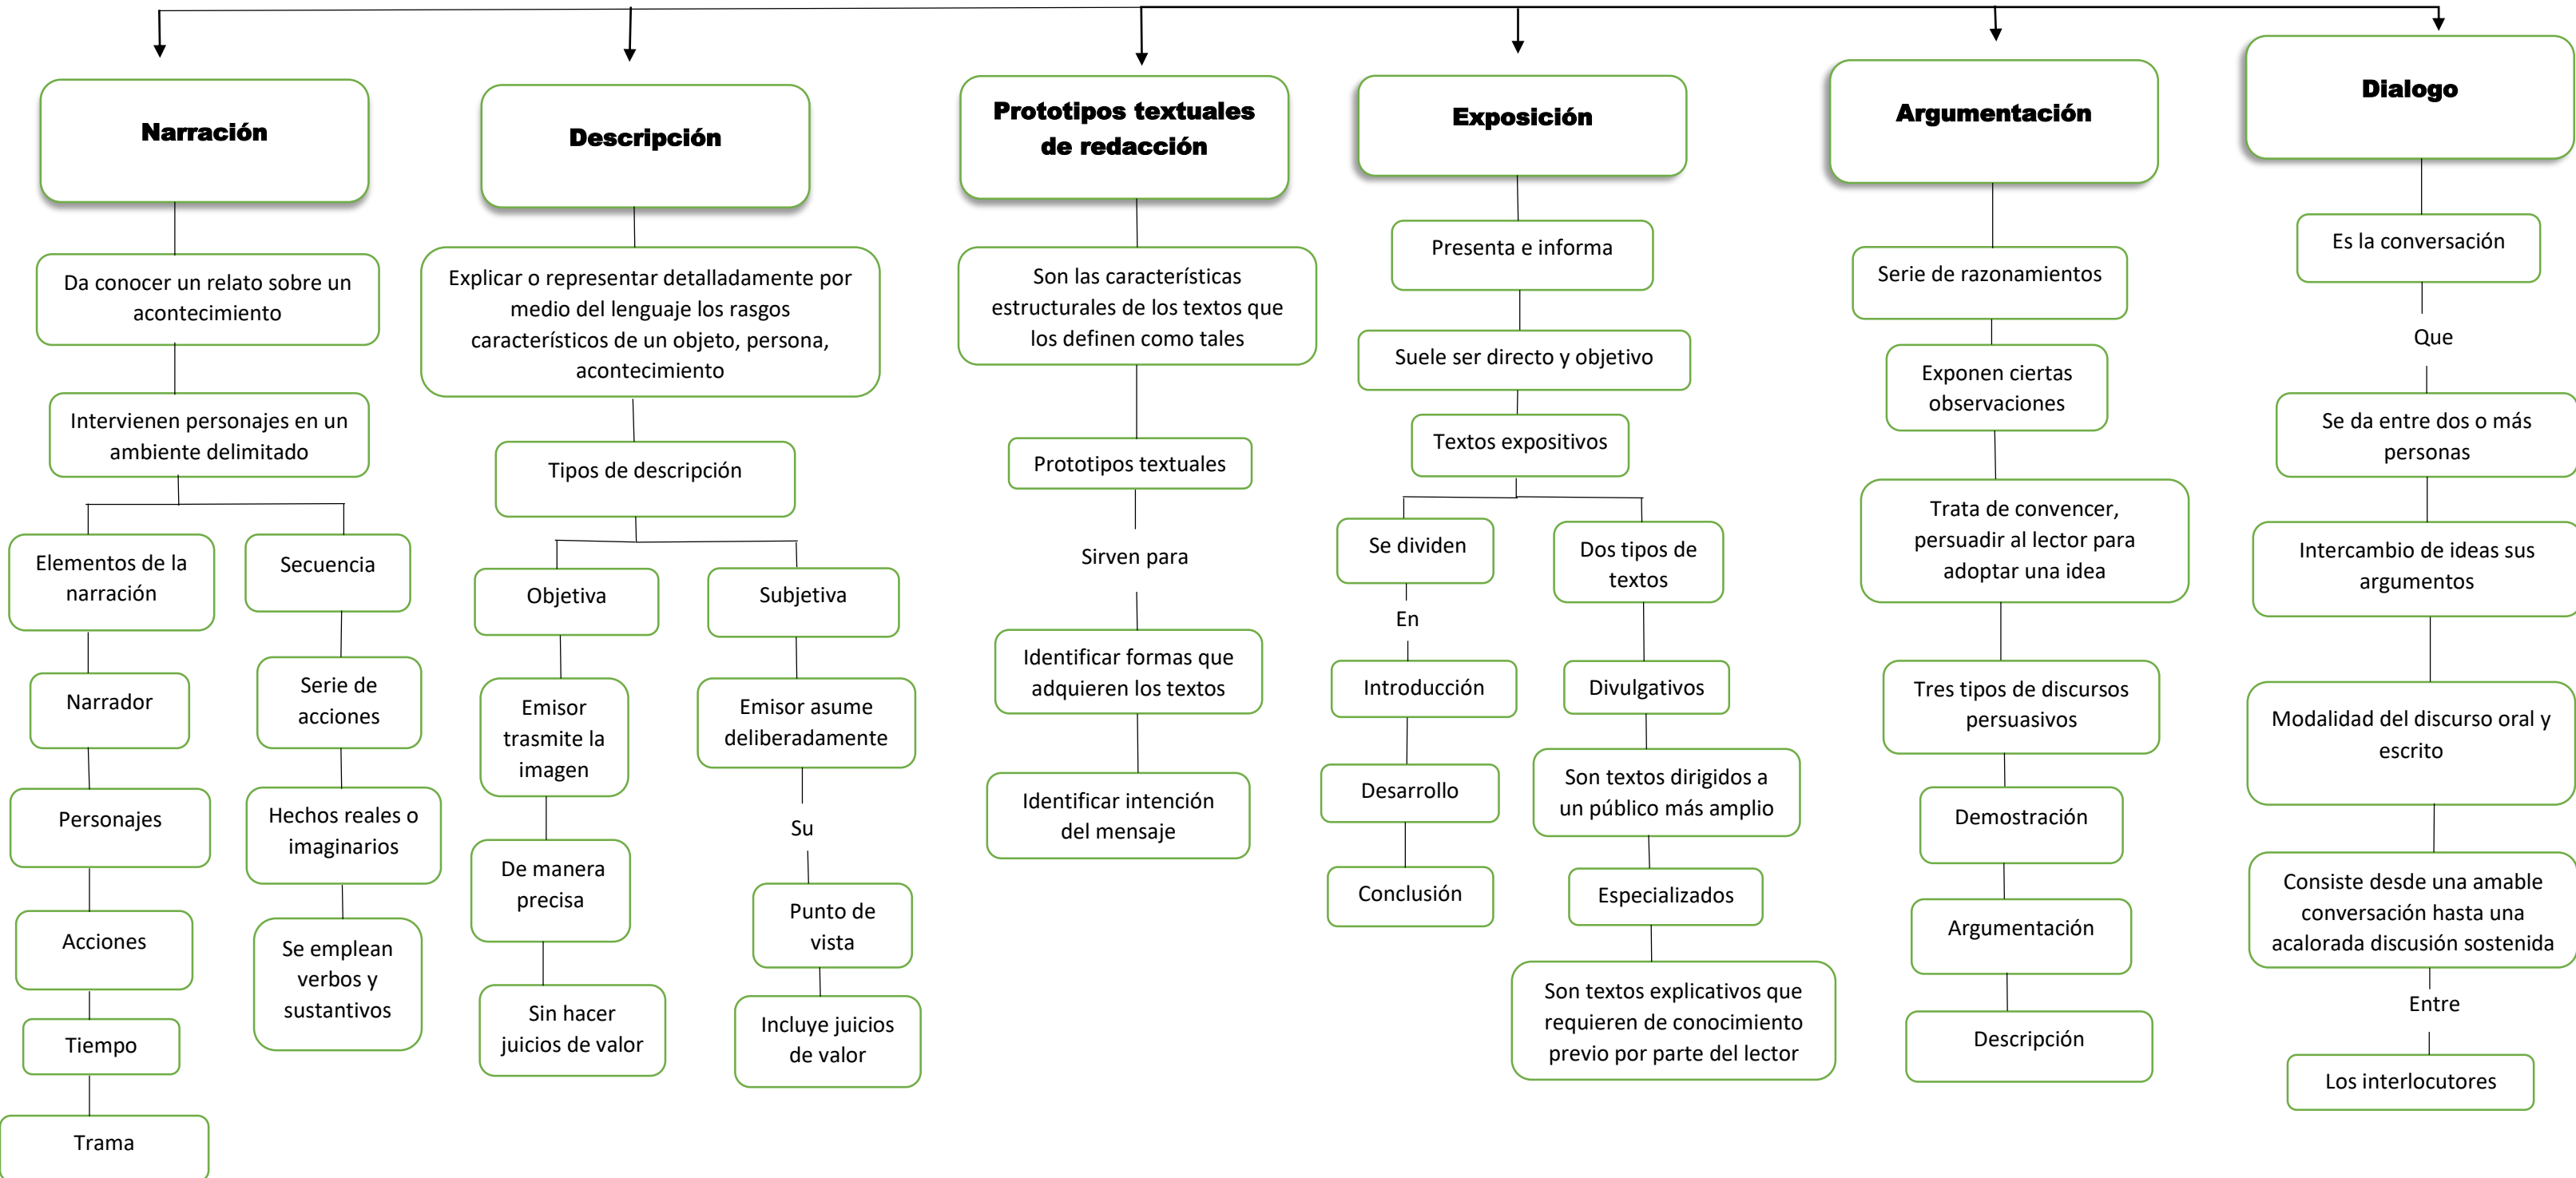 Narración
Da conocer un relato sobre un
acontecimiento
Intervienen personajes en un
ambiente delimitado
Elementos de la
narración
Narrador
Personajes
Acciones
Tiempo
Trama
Secuencia
Serie de
acciones
Hechos reales o
imaginarios
Se emplean
verbos y
sustantivos
Descripción
Explicar o representar detalladamente por
medio del lenguaje los rasgos
característicos de un objeto, persona,
acontecimiento
Tipos de descripción
Objetiva
Emisor
trasmite la
imagen
De manera
precisa
Sin hacer
juicios de valor
Subjetiva
Emisor asume
deliberadamente
Su
Punto de
vista
Incluye juicios
de valor
Prototipos textuales
de redacción
Son las características
estructurales de los textos que
los definen como tales
Prototipos textuales
Sirven para
Identificar formas que
adquieren los textos
Identificar intención
del mensaje
Exposición
Presenta e informa
Suele ser directo y objetivo
Textos expositivos
Se dividen
En
Introducción
Desarrollo
Conclusión
Dos tipos de
textos
Divulgativos
Son textos dirigidos a
un público más amplio
Especializados
Son textos explicativos que
requieren de conocimiento
previo por parte del lector
Argumentación
Serie de razonamientos
Exponen ciertas
observaciones
Trata de convencer,
persuadir al lector para
adoptar una idea
Tres tipos de discursos
persuasivos
Demostración
Argumentación
Descripción
Dialogo
Es la conversación
Que
Se da entre dos o más
personas
Intercambio de ideas sus
argumentos
Modalidad del discurso oral y
escrito
Consiste desde una amable
conversación hasta una
acalorada discusión sostenida
Entre
Los interlocutores